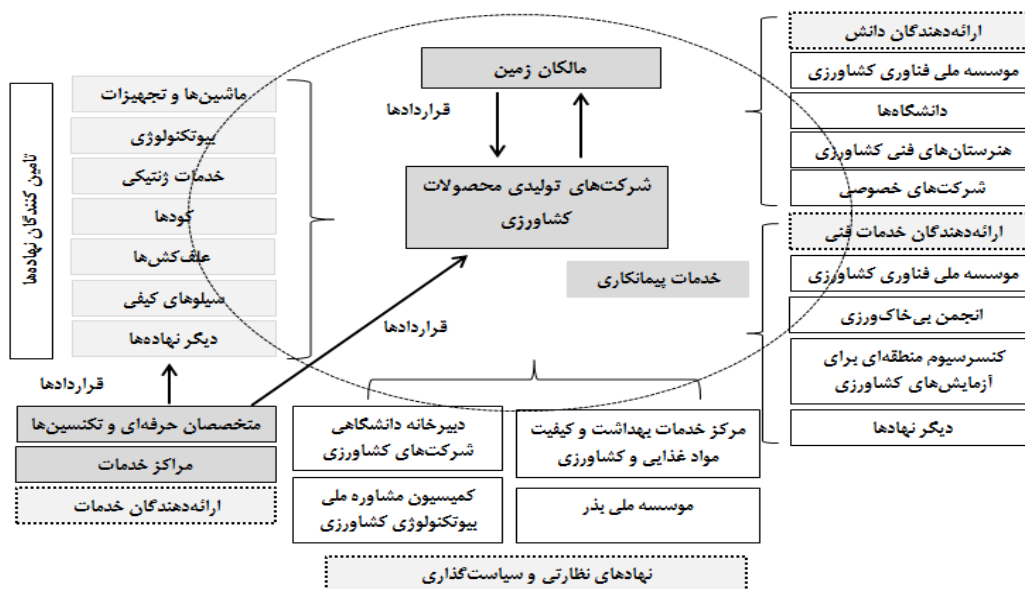 ارائه‌دهندگان دانش
موسسه ملی فناوری کشاورزی
دانشگاه‌ها
هنرستان‌های فنی کشاورزی
شرکت‌های خصوصی
ارائه‌دهندگان خدمات فنی
موسسه ملی فناوری کشاورزی
انجمن بی‌خاک‌ورزی
کنسرسیوم منطقه‌ای برای
آزمایش‌های کشاورزی
دیگر نهادها
مالکان زمین
قراردادها
شرکت‌های تولیدی محصولات
کشاورزی
خدمات پیمانکاری
قراردادها
تامین کنندگان نهاده‌ها
ماشین‌ها و تجهیزات
بیوتکنولوژی
خدمات ژنتیکی
کودها
علف‌کش‌ها
سیلوهای کیفی
دیگر نهاده‌ها
قراردادها
متخصصان حرفه‌ای و تکنسین‌ها
مراکز خدمات
ارائه‌دهندگان خدمات
مرکز خدمات بهداشت و کیفیت
مواد غذایی و کشاورزی
دبیرخانه دانشگاهی
شرکت‌های کشاورزی
موسسه ملی بذر
کمیسیون مشاوره ملی
بیوتکنولوژی کشاورزی
نهادهای نظارتی و سیاست‌گذاری